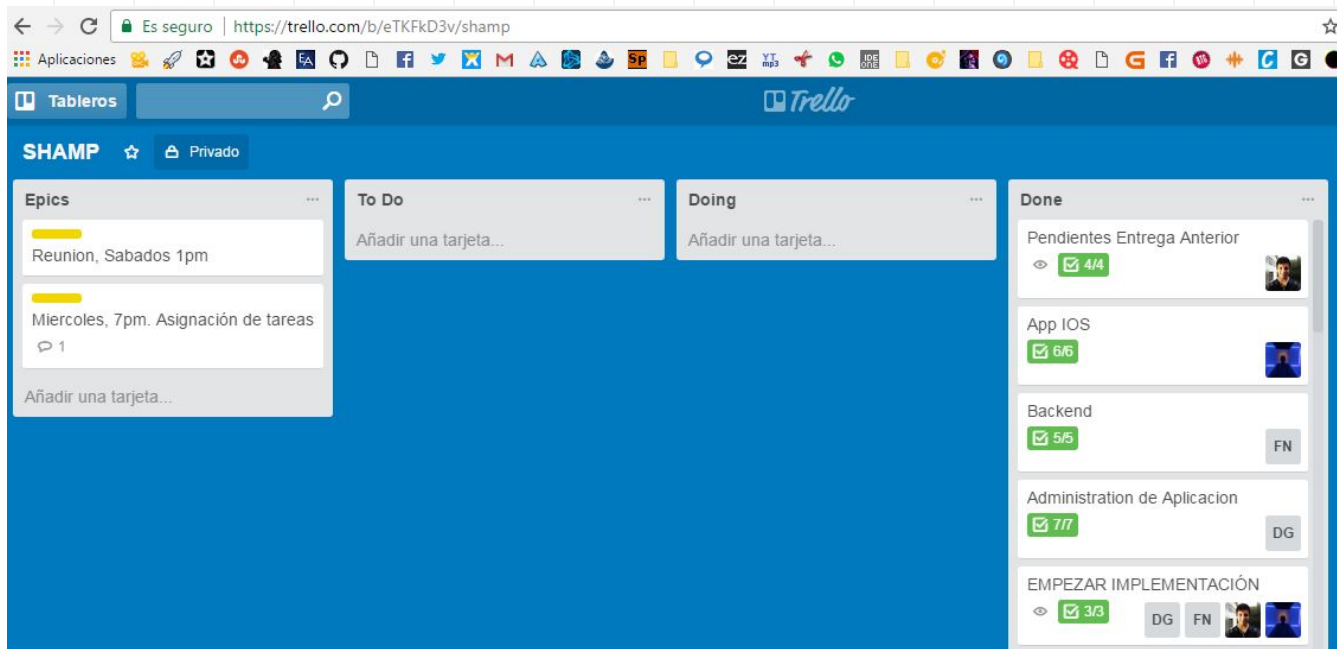 Es seguro | https://trello.com/b/eTKFkD3v/shamp
Aplicaciones
Tableros
Trello
SHAMP
Privado
Epics
Reunion, Sabados 1pm
Miercoles, 7pm. Asignación de tareas
1
Añadir una tarjeta...
To Do
Añadir una tarjeta...
Doing
Añadir una tarjeta...
Done
Pendientes Entrega Anterior
4/4
App IOS
6/6
Backend
5/5
FN
Administration de Aplicacion
7/7
DG
EMPEZAR IMPLEMENTACIÓN
3/3
DG FN